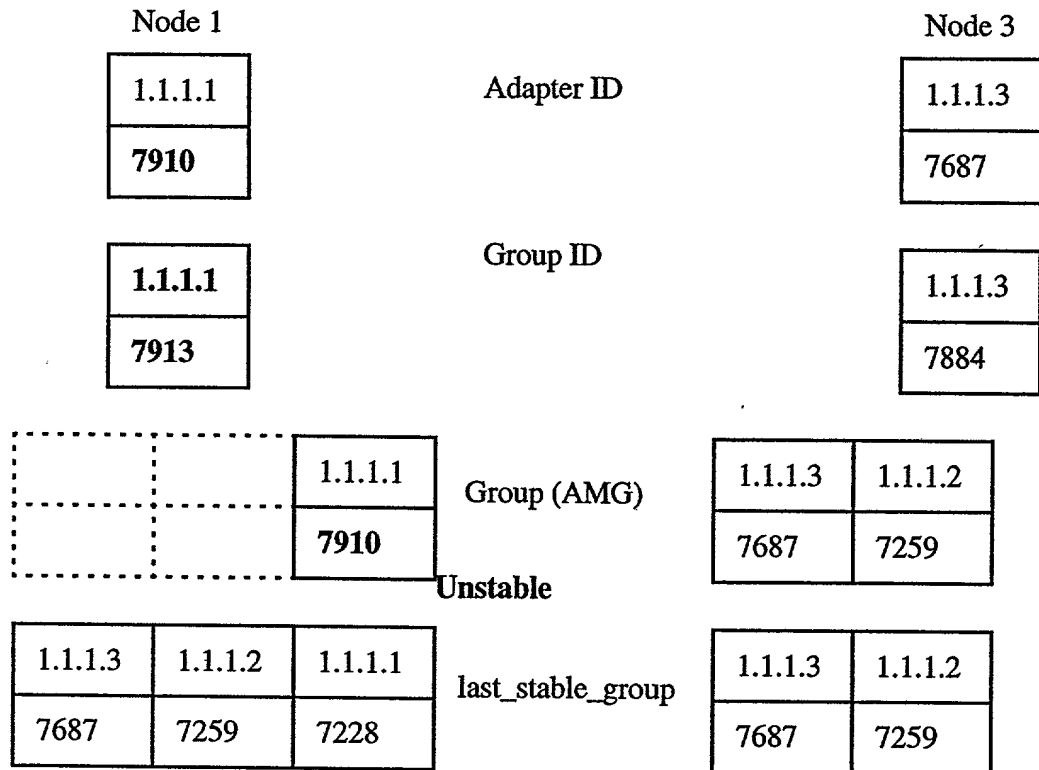 Node 1
Node 3
1.1.1.1
Adapter ID
1.1.1.3
7910
7687
1.1.1.1
Group ID
1.1.1.3
7913
7884
1.1.1.1
Group (AMG)
1.1.1.3 1.1.1.2
7910
7687 7259
Unstable
1.1.1.3 1.1.1.2 1.1.1.1
last_stable_group
1.1.1.3 1.1.1.2
7687 7259 7228
7687 7259